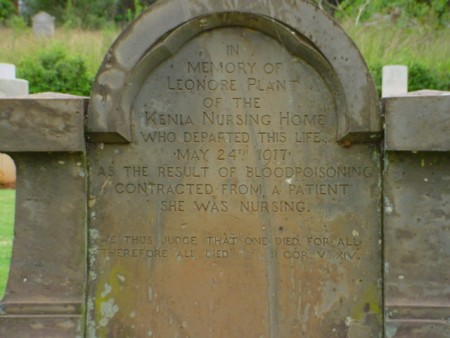 IN
MEMORY OF
LEONORE PLANT
OF THE
KENIA NURSING HOME
WHO DEPARTED THIS LIFE
MAY 24TH 1917
AS THE RESULT OF BLOODPOISONING
CONTRACTED FROM A PATIENT
SHE WAS NURSING.
WE THUS JUDGE THAT ONE DIED FOR ALL
THEREFORE ALL DIED COR V XIV.